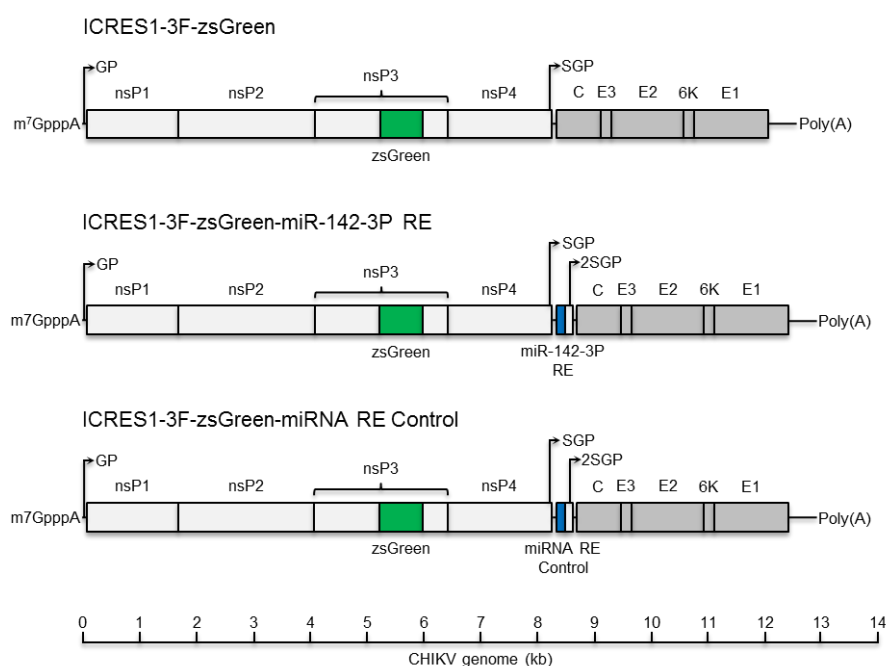 ICRES1-3F-zsGreen
GP
SGP
nsP1 nsP2 nsP3 nsP4 C E3 E2 6K E1
m⁷GpppA
Poly(A)
zsGreen
ICRES1-3F-zsGreen-miR-142-3P RE
SGP
GP
2SGP
nsP1 nsP2 nsP3 nsP4 C E3 E2 6K E1
m⁷GpppA
Poly(A)
zsGreen
miR-142-3P
RE
ICRES1-3F-zsGreen-miRNA RE Control
SGP
GP
2SGP
nsP1 nsP2 nsP3 nsP4 C E3 E2 6K E1
m⁷GpppA
Poly(A)
zsGreen
miRNA RE
Control
0 1 2 3 4 5 6 7 8 9 10 11 12 13 14
CHIKV genome (kb)